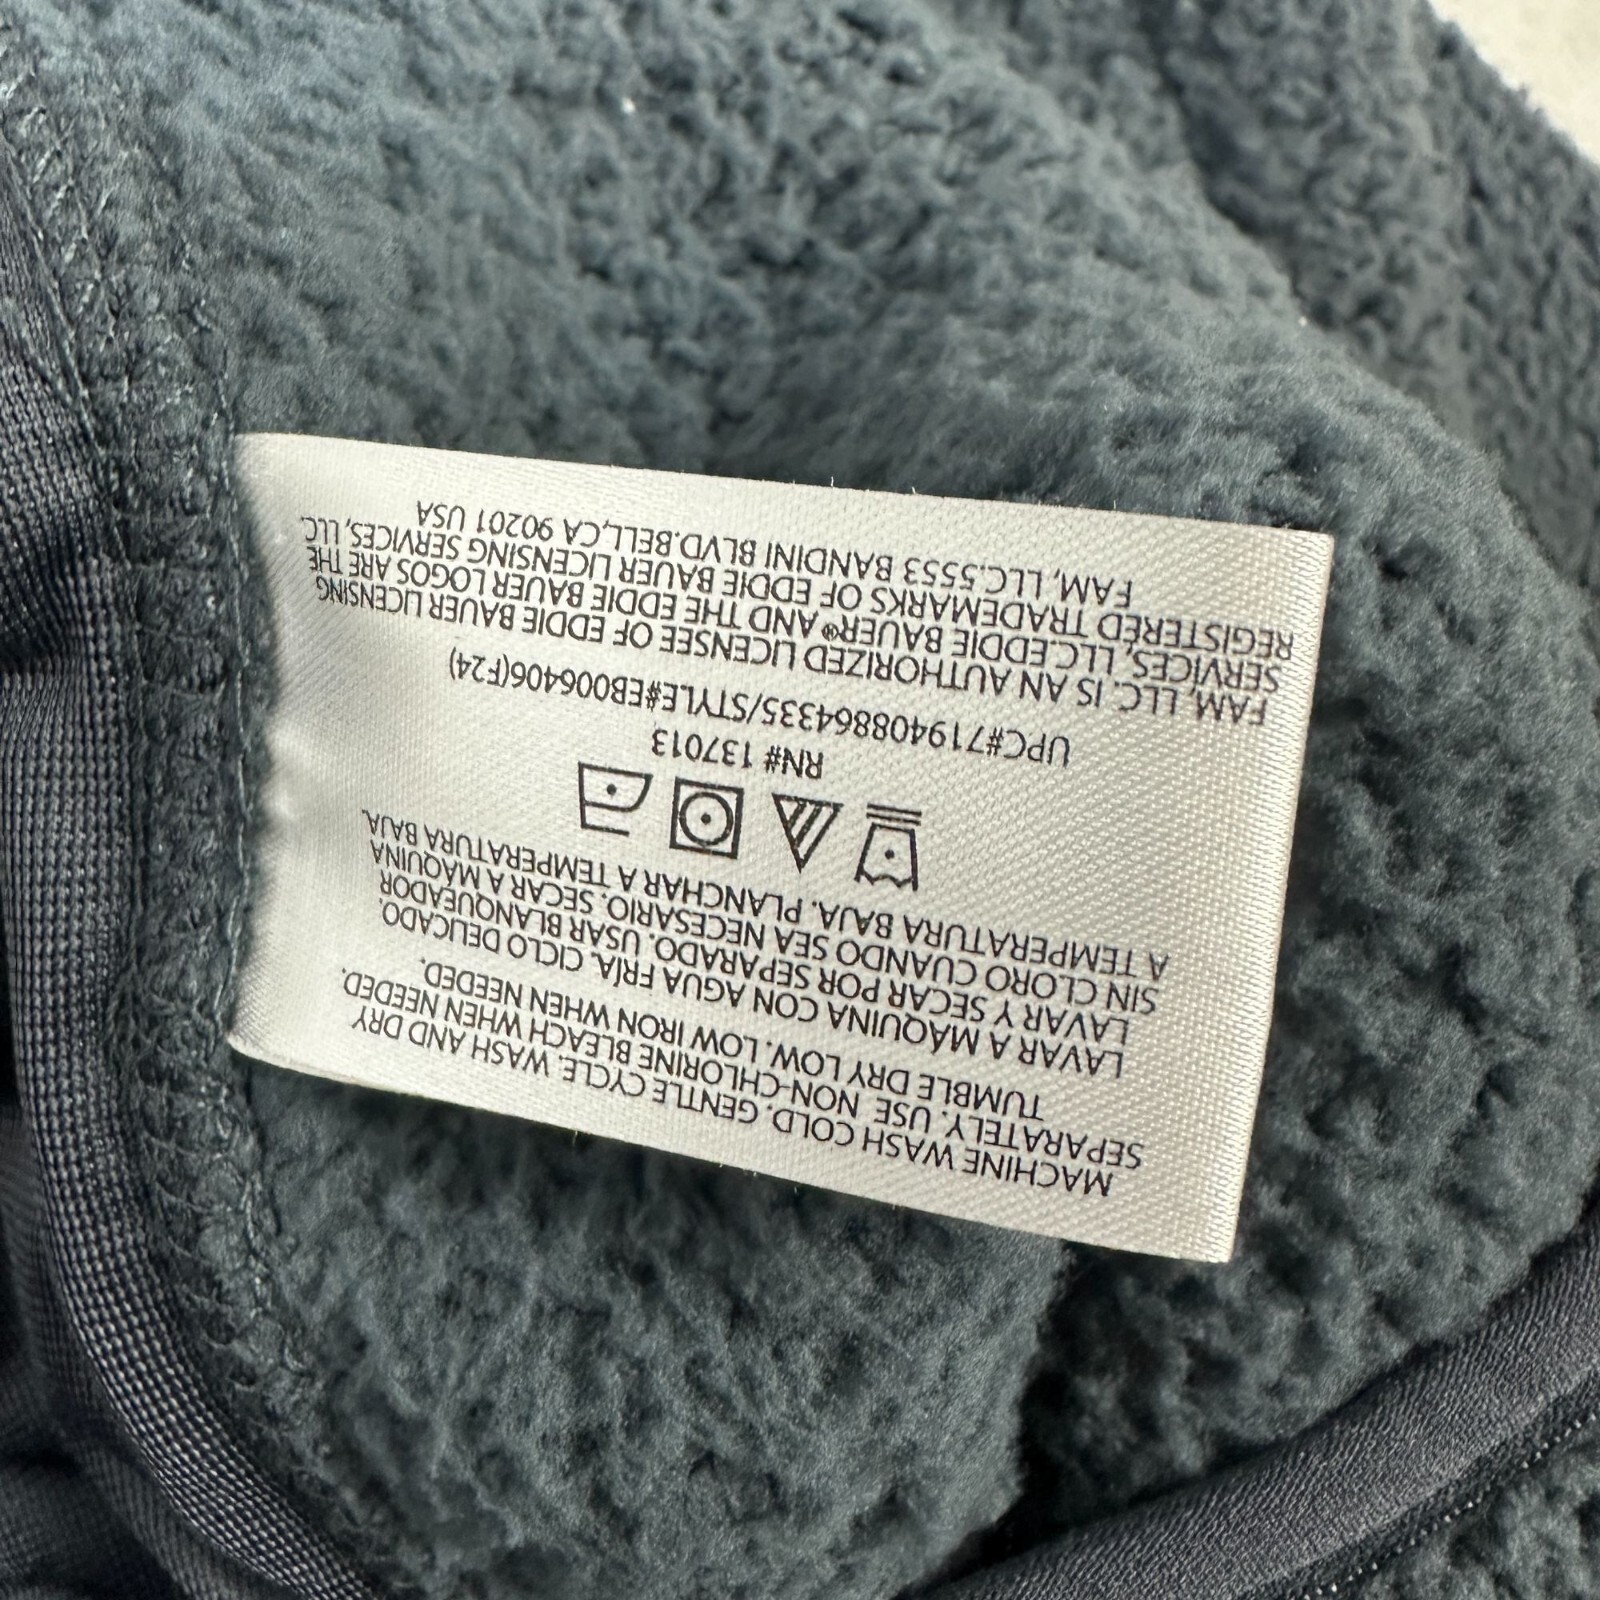 MACHINE WASH COLD, GENTLE CYCLE. WASH AND DRY
SEPARATELY. USE NON-CHLORINE BLEACH WHEN NEEDED.
TUMBLE DRY LOW. LOW IRON WHEN NEEDED.
LAVAR A MÁQUINA CON AGUA FRÍA, CICLO DELICADO.
LAVAR Y SECAR POR SEPARADO. USAR BLANQUEADOR
SIN CLORO CUANDO SEA NECESARIO. SECAR A MÁQUINA
A TEMPERATURA BAJA. PLANCHAR A TEMPERATURA BAJA.
RN# 137013
UPC#719408864335/STYLE#EB006406(F24)
FAM, LLC. IS AN AUTHORIZED LICENSEE OF EDDIE BAUER LICENSING
SERVICES, LLC.EDDIE BAUER® AND THE EDDIE BAUER LOGOS ARE THE
REGISTERED TRADEMARKS OF EDDIE BAUER LICENSING SERVICES, LLC.
FAM, LLC.5553 BANDINI BLVD.BELL,CA 90201 USA